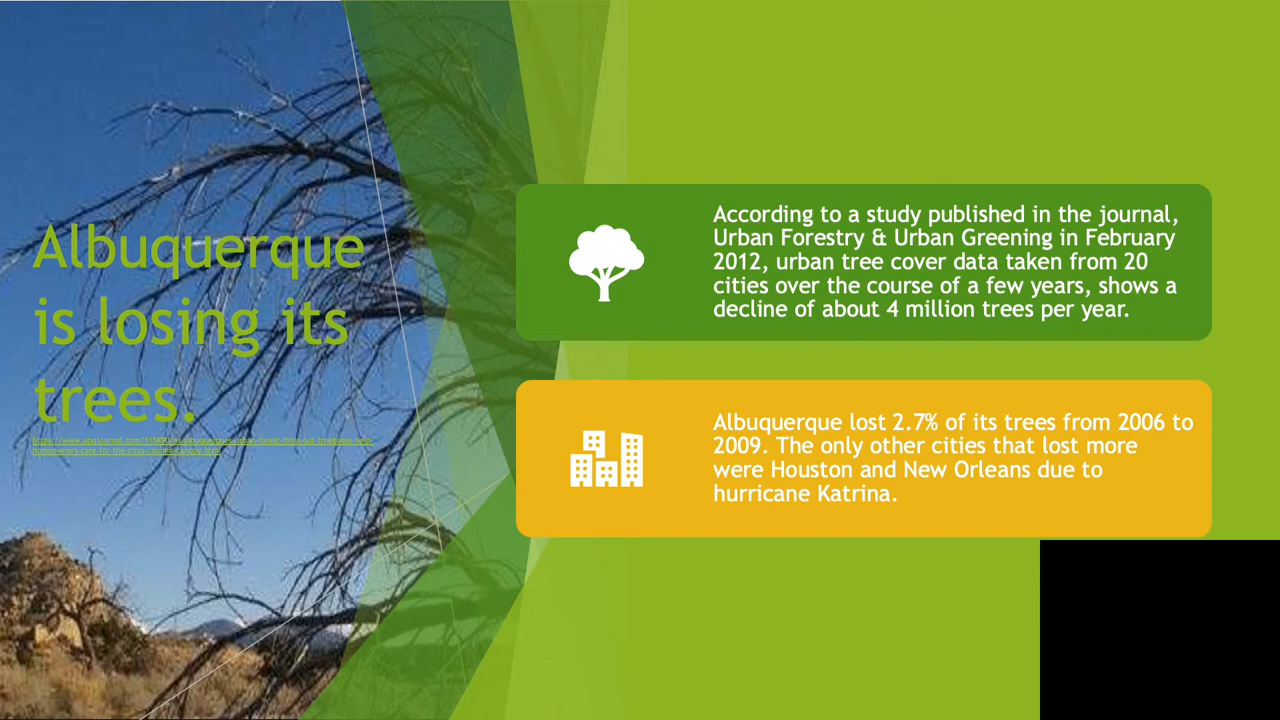 Albuquerque
is losing its
trees.
According to a study published in the journal,
Urban Forestry & Urban Greening in February
2012, urban tree cover data taken from 20
cities over the course of a few years, shows a
decline of about 4 million trees per year.
Albuquerque lost 2.7% of its trees from 2006 to
2009. The only other cities that lost more
were Houston and New Orleans due to
hurricane Katrina.